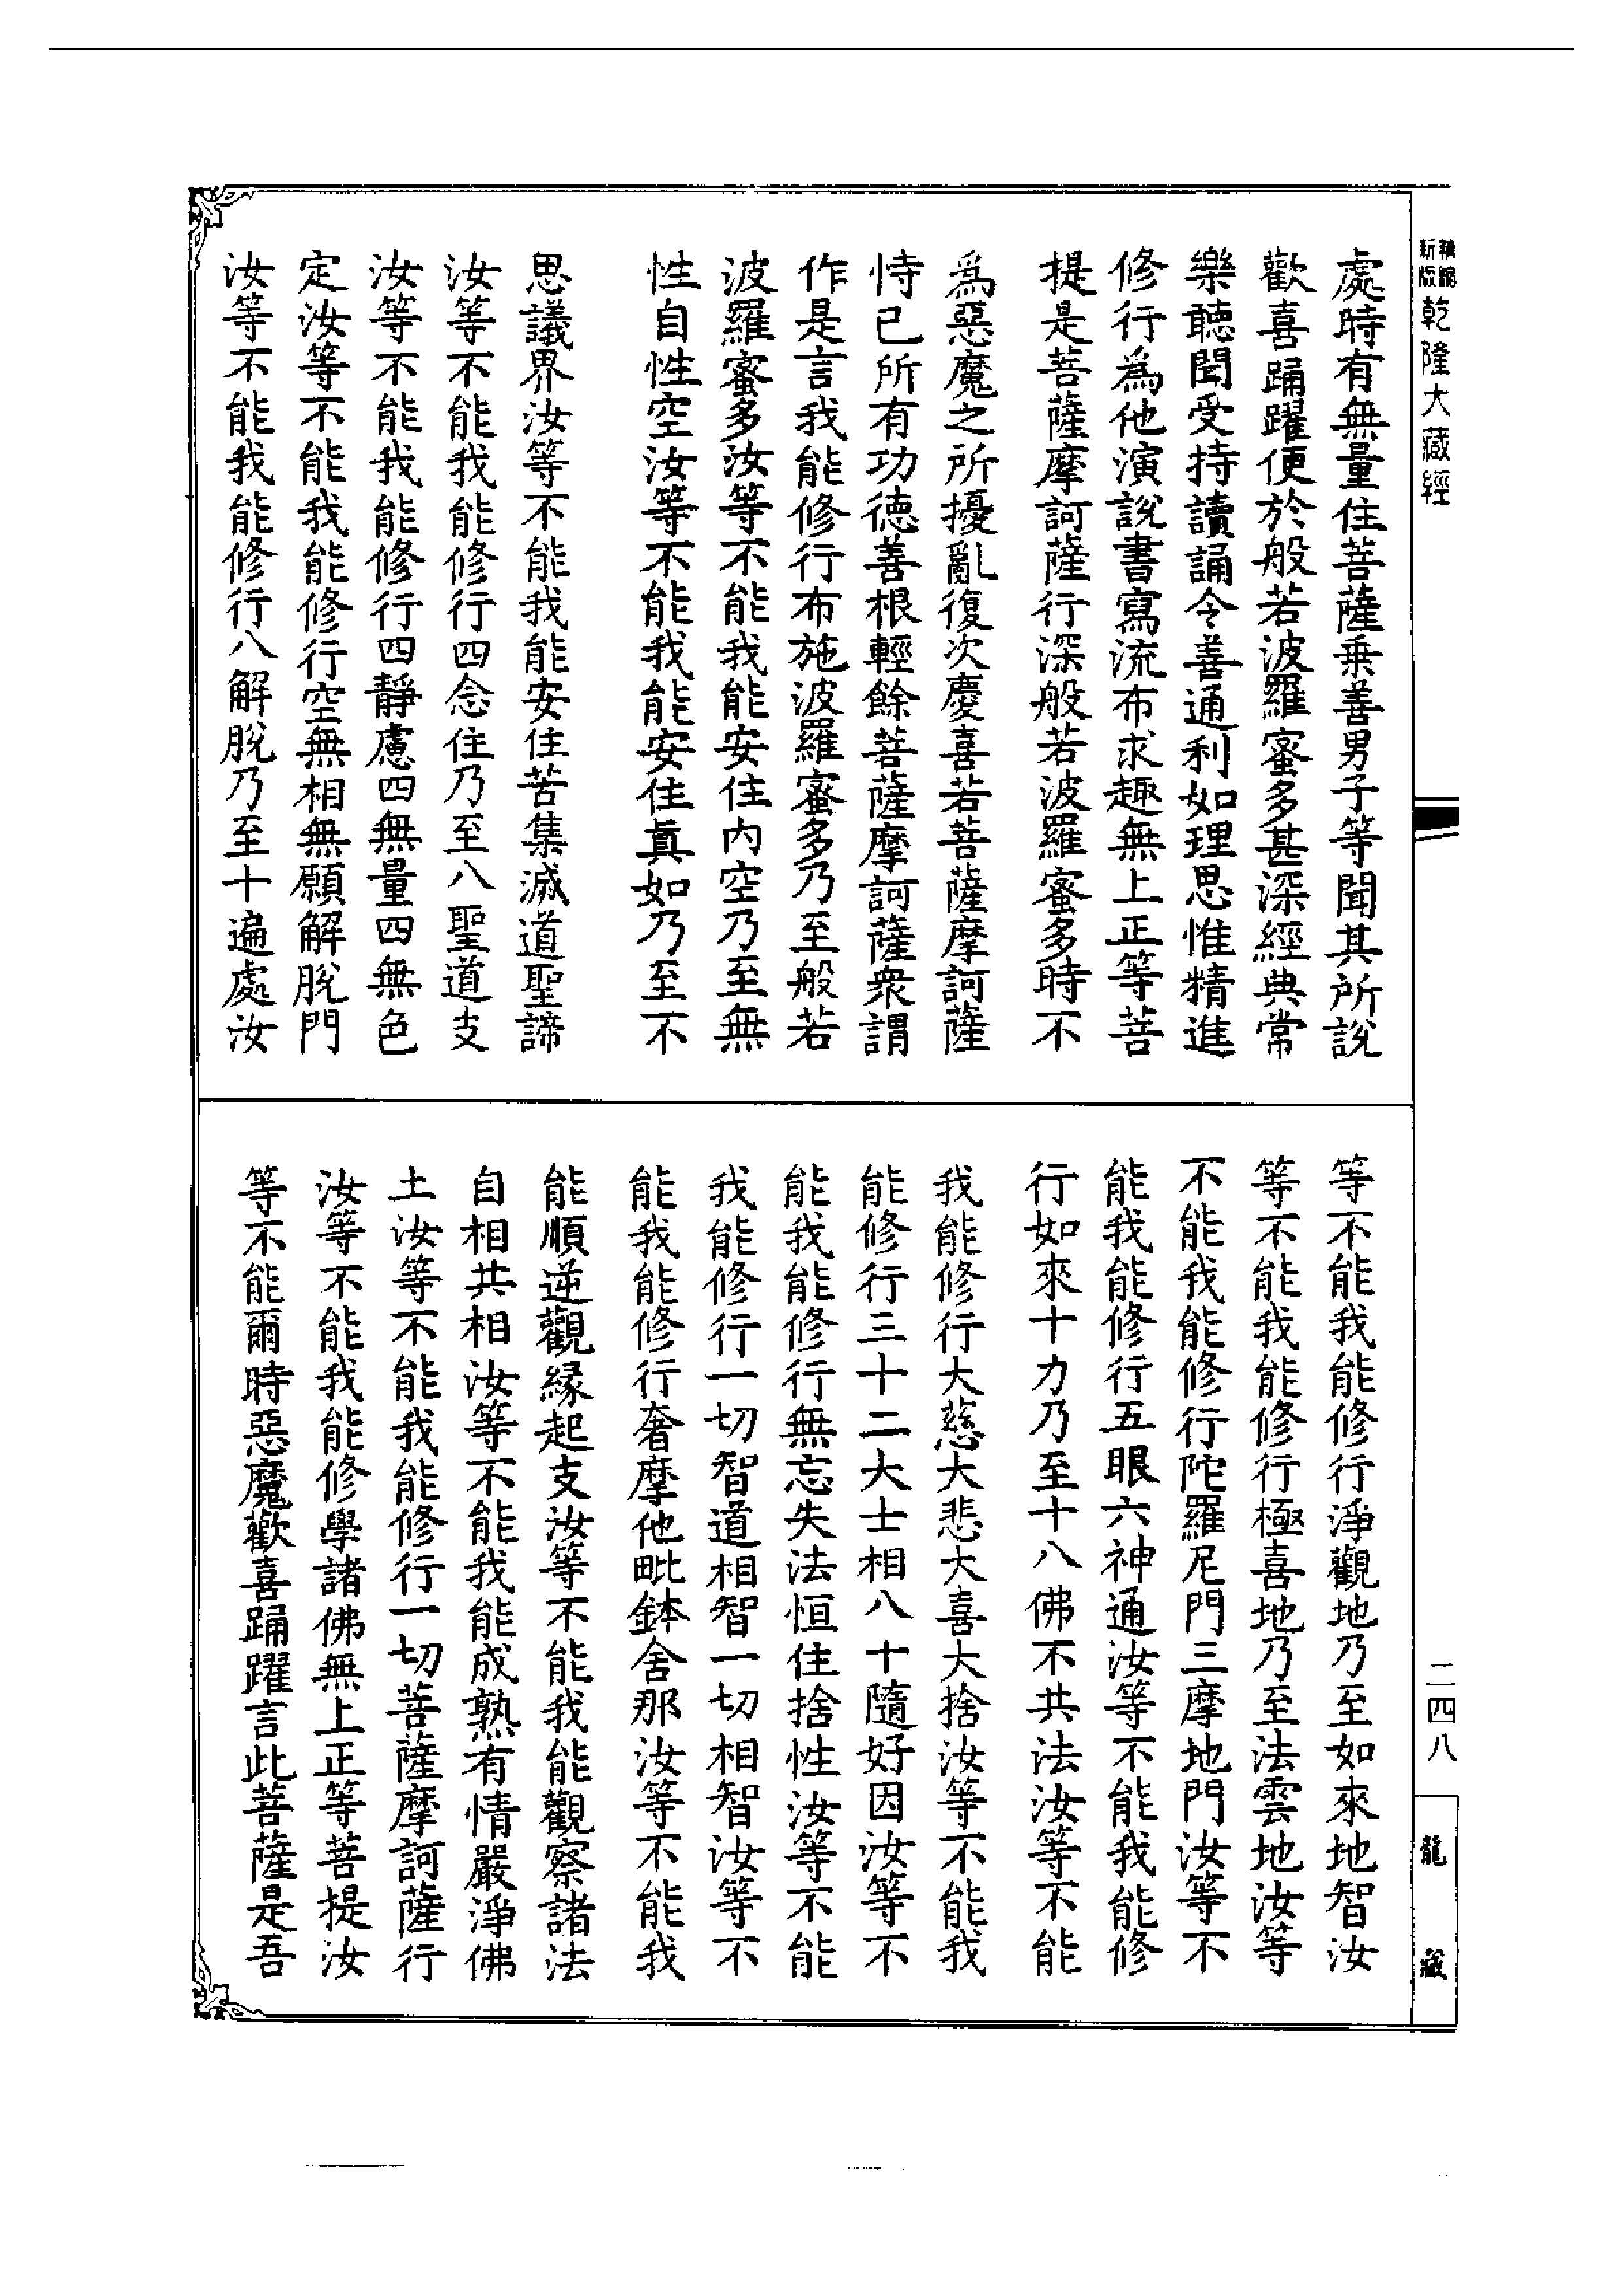 乾隆大藏經
處時有無量住菩薩乗善男子等聞其所說
歡喜踊躍便於般若波羅蜜多甚深經典常
樂聽聞受持讀誦令善通利如理思惟精進
修行爲他演說書寫流布求趣無上正等菩
提是菩薩摩訶薩行深般若波羅蜜多時不
爲惡魔之所擾亂復次慶喜若菩薩摩訶薩
恃已所有功德善根輕餘菩薩摩訶薩衆謂
作是言我能修行布施波羅蜜多乃至般若
波羅蜜多汝等不能我能安住内空乃至無
性自性空汝等不能我能安住真如乃至不
思議界汝等不能我能安住苦集滅道聖諦
汝等不能我能修行四念住乃至八聖道支
汝等不能我能修行四靜慮四無量四無色
定汝等不能我能修行空無相無願解脫門
汝等不能我能修行八解脫乃至十遍處汝
等不能我能修行淨觀地乃至如來地智汝
等不能我能修行極喜地乃至法雲地汝等
不能我能修行陀羅尼門三摩地門汝等不
能我能修行五眼六神通汝等不能我能修
行如來十力乃至十八佛不共法汝等不能
我能修行大慈大悲大喜大捨汝等不能我
能修行三十二大士相八十隨好因汝等不
能我能修行無忘失法恒住捨性汝等不能
我能修行一切智道相智一切相智汝等不
能我能修行奢摩他毗鉢舍那汝等不能我
能順逆觀緣起支汝等不能我能觀察諸法
自相共相汝等不能我能成熟有情嚴淨佛
土汝等不能我能修行一切菩薩摩訶薩行
汝等不能我能修學諸佛無上正等菩提汝
等不能爾時惡魔歡喜踊躍言此菩薩是吾
二四八
龍藏